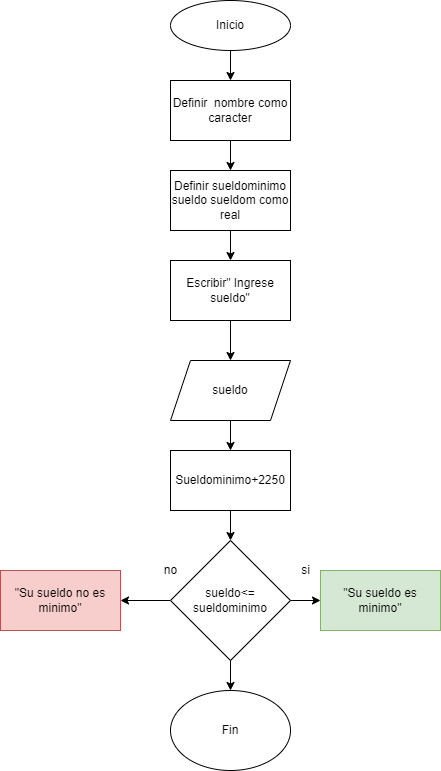 Inicio
Definir nombre como
caracter
Definir sueldominimo
sueldo sueldom como
real
Escribir" Ingrese
sueldo"
sueldo
Sueldominimo+2250
no
si
"Su sueldo no es
minimo"
sueldo<=
sueldominimo
"Su sueldo es
minimo"
Fin